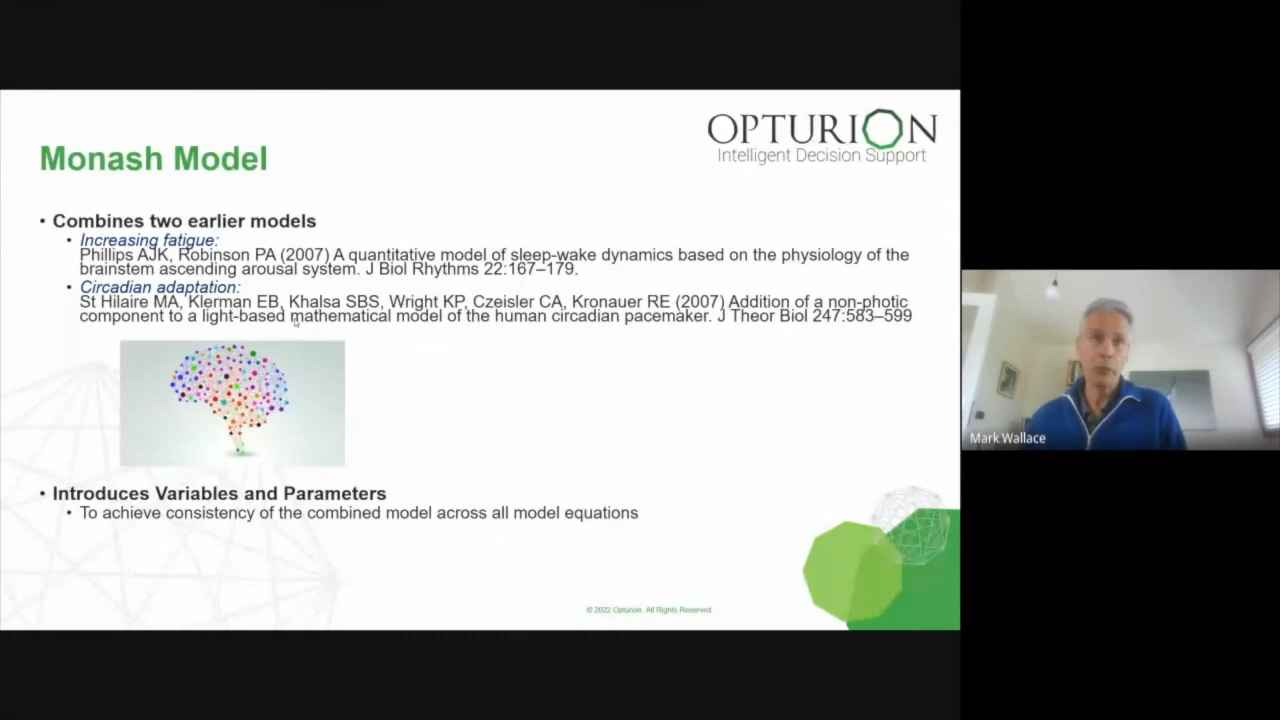 OPTURION
Intelligent Decision Support
Monash Model
• Combines two earlier models
• Increasing fatigue:
Phillips AJK, Robinson PA (2007) A quantitative model of sleep-wake dynamics based on the physiology of the
brainstem ascending arousal system. J Biol Rhythms 22:167–179.
• Circadian adaptation:
St Hilaire MA, Klerman EB, Khalsa SBS, Wright KP, Czeisler CA, Kronauer RE (2007) Addition of a non-photic
component to a light-based mathematical model of the human circadian pacemaker. J Theor Biol 247:583–599
Mark Wallace
• Introduces Variables and Parameters
• To achieve consistency of the combined model across all model equations
© 2022 Opturion. All Rights Reserved